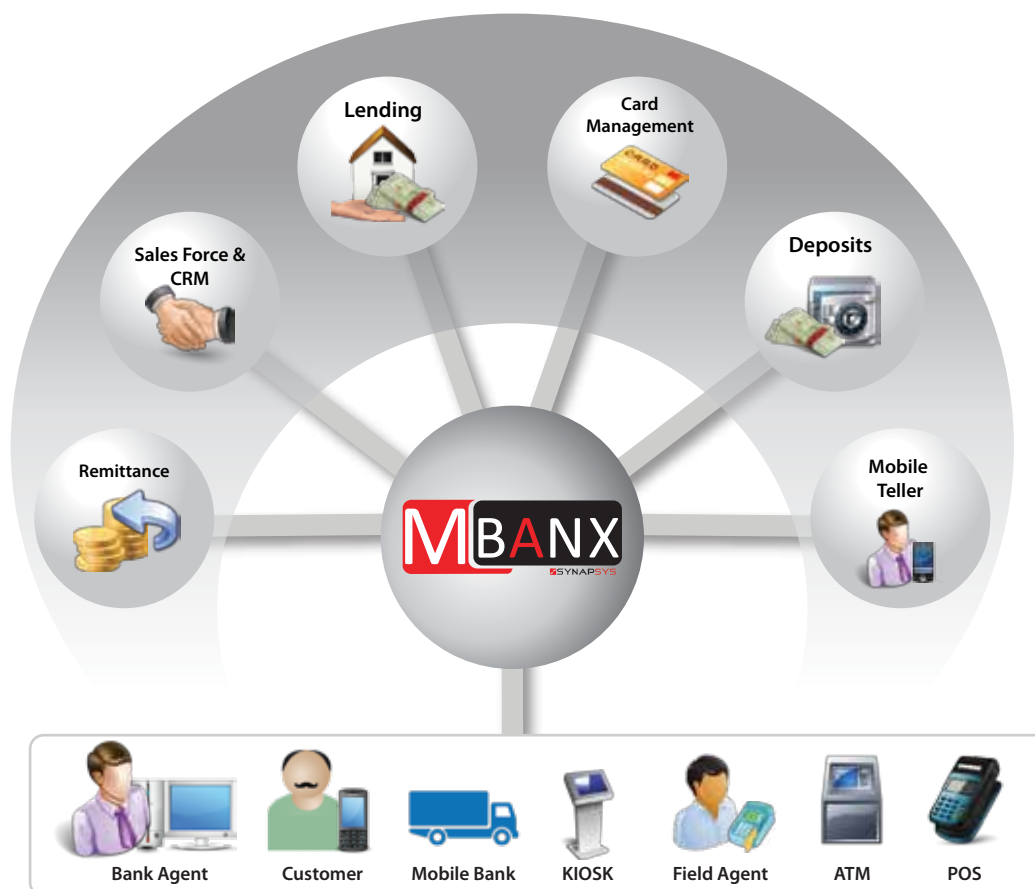 Lending
Card
Management
Sales Force &
CRM
Deposits
Remittance
Mobile
Teller
MBANX
SYNAPSYS
Bank Agent
Customer
Mobile Bank
KIOSK
Field Agent
ATM
POS